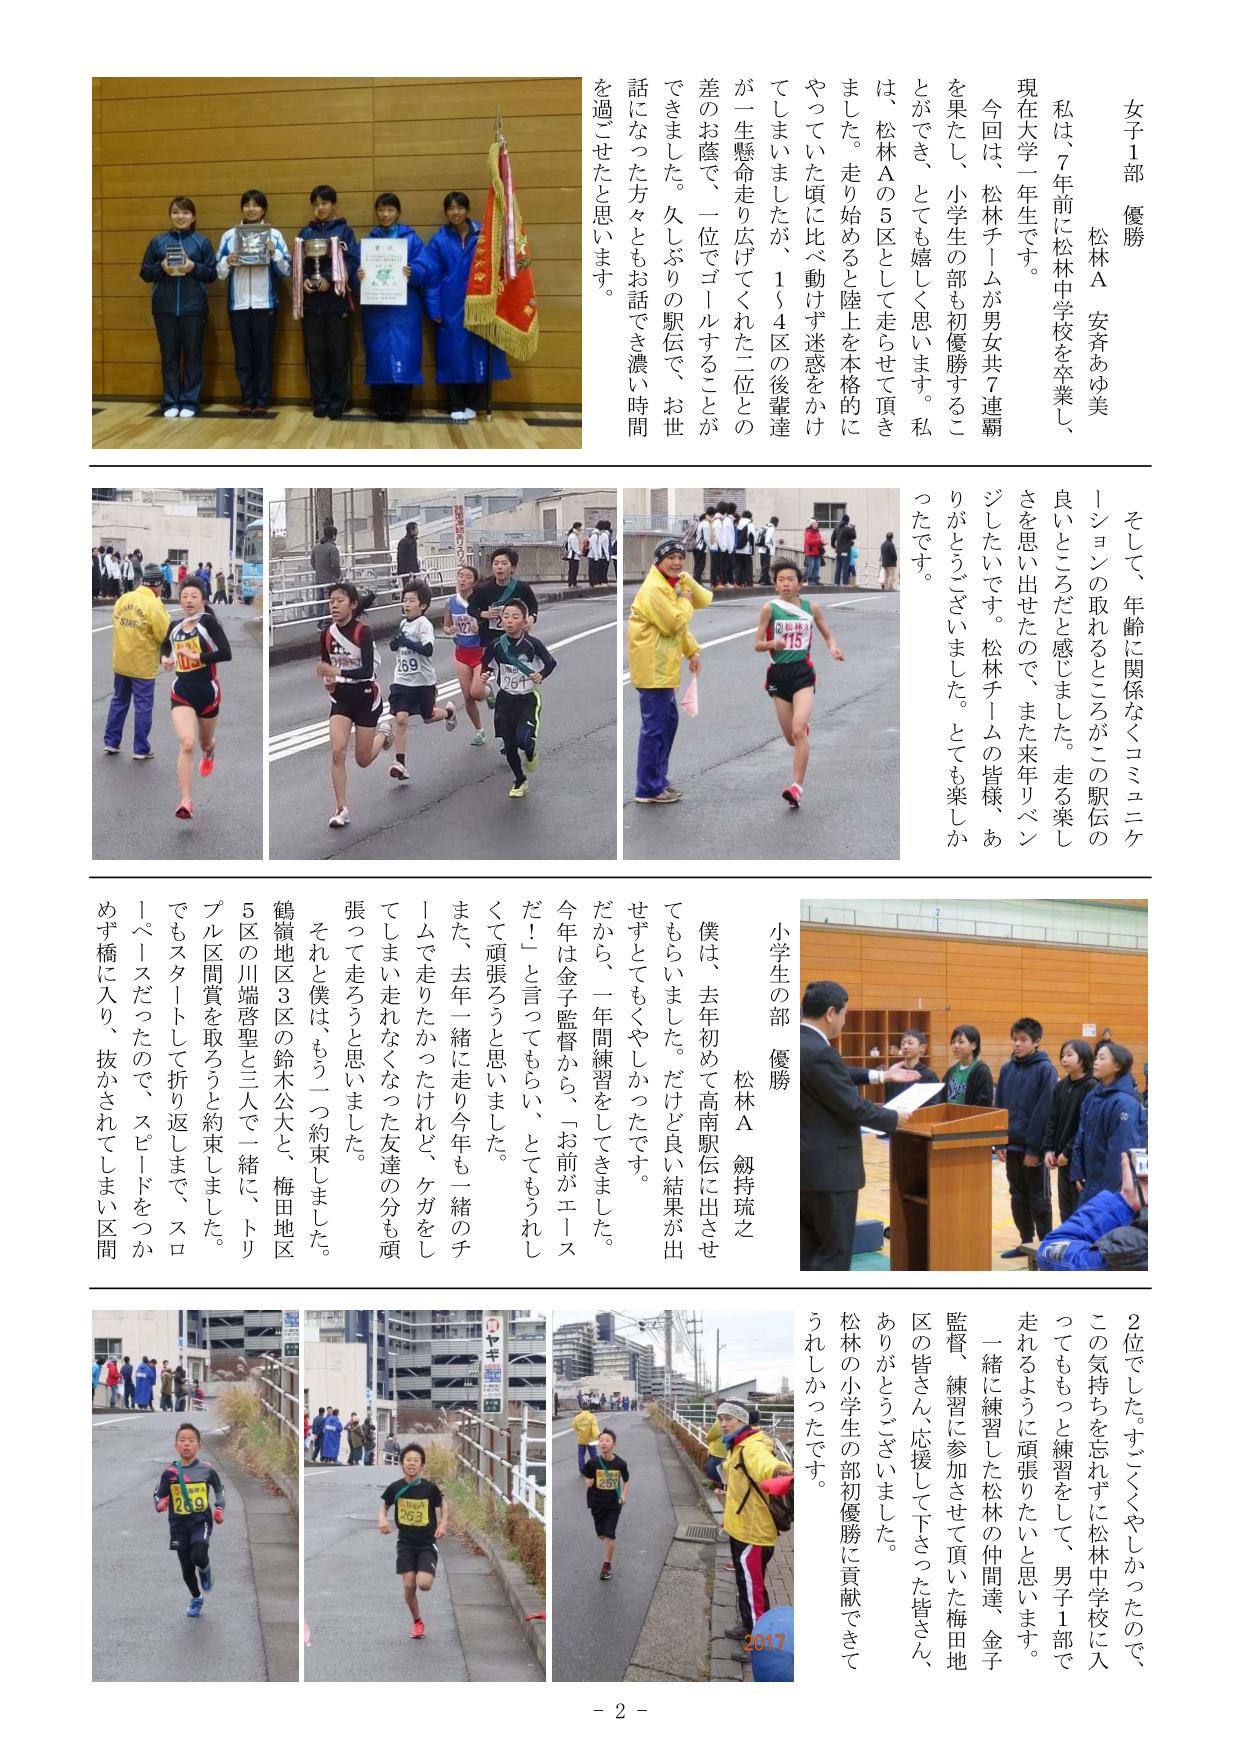 女子１部　優勝
松林Ａ　安斉あゆ美
私は、７年前に松林中学校を卒業し、
現在大学一年生です。
今回は、松林チームが男女共７連覇
を果たし、小学生の部も初優勝するこ
とができ、とても嬉しく思います。私
は、松林Ａの５区として走らせて頂き
ました。走り始めると陸上を本格的に
やっていた頃に比べ動けず迷惑をかけ
てしまいましたが、１～４区の後輩達
が一生懸命走り広げてくれた二位との
差のお蔭で、一位でゴールすることが
できました。久しぶりの駅伝で、お世
話になった方々ともお話でき濃い時間
を過ごせたと思います。
そして、年齢に関係なくコミュニケ
ーションの取れるところがこの駅伝の
良いところだと感じました。走る楽し
さを思い出せたので、また来年リベン
ジしたいです。松林チームの皆様、あ
りがとうございました。とても楽しか
ったです。
松林Ａ
115
269
264
103
STAFF
小学生の部　優勝
松林Ａ　劔持琉之
僕は、去年初めて高南駅伝に出させ
てもらいました。だけど良い結果が出
せずとてもくやしかったです。
だから、一年間練習をしてきました。
今年は金子監督から、「お前がエース
だ！」と言ってもらい、とてもうれし
くて頑張ろうと思いました。
また、去年一緒に走り今年も一緒のチ
ームで走りたかったけれど、ケガをし
てしまい走れなくなった友達の分も頑
張って走ろうと思いました。
それと僕は、もう一つ約束しました。
鶴嶺地区３区の鈴木公大と、梅田地区
５区の川端啓聖と三人で一緒に、トリ
プル区間賞を取ろうと約束しました。
でもスタートして折り返しまで、スロ
ーペースだったので、スピードをつか
めず橋に入り、抜かされてしまい区間
２位でした。すごくくやしかったので、
この気持ちを忘れずに松林中学校に入
ってももっと練習をして、男子１部で
走れるように頑張りたいと思います。
一緒に練習した松林の仲間達、金子
監督、練習に参加させて頂いた梅田地
区の皆さん、応援して下さった皆さん、
ありがとうございました。
松林の小学生の部初優勝に貢献できて
うれしかったです。
2017
ヤギ
263
269
- 2 -